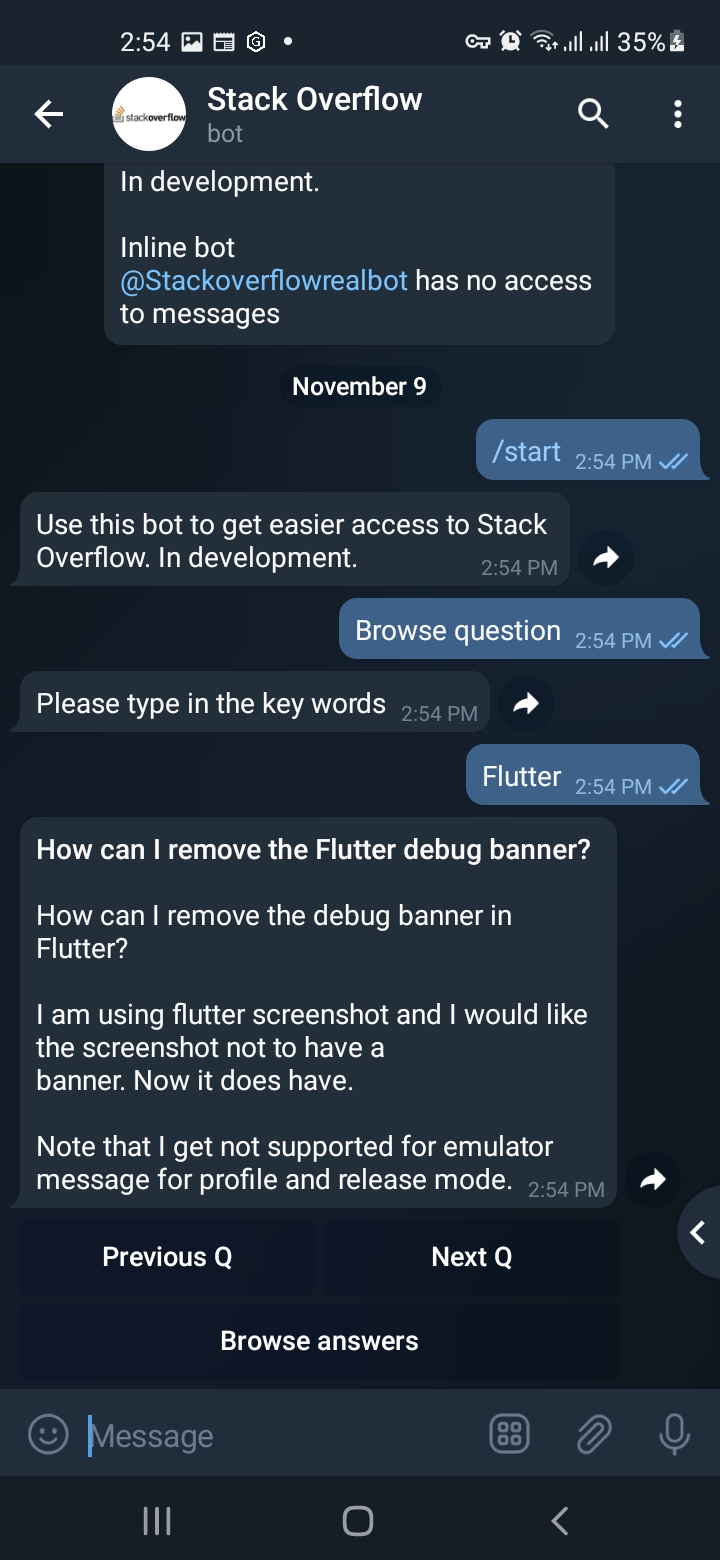 2:54
35%
stackoverflow
Stack Overflow
bot
In development.
Inline bot
@Stackoverflowrealbot has no access
to messages
November 9
/start 2:54 PM
Use this bot to get easier access to Stack
Overflow. In development. 2:54 PM
Browse question 2:54 PM
Please type in the key words 2:54 PM
Flutter 2:54 PM
How can I remove the Flutter debug banner?
How can I remove the debug banner in
Flutter?
I am using flutter screenshot and I would like
the screenshot not to have a
banner. Now it does have.
Note that I get not supported for emulator
message for profile and release mode. 2:54 PM
Previous Q
Next Q
Browse answers
Message